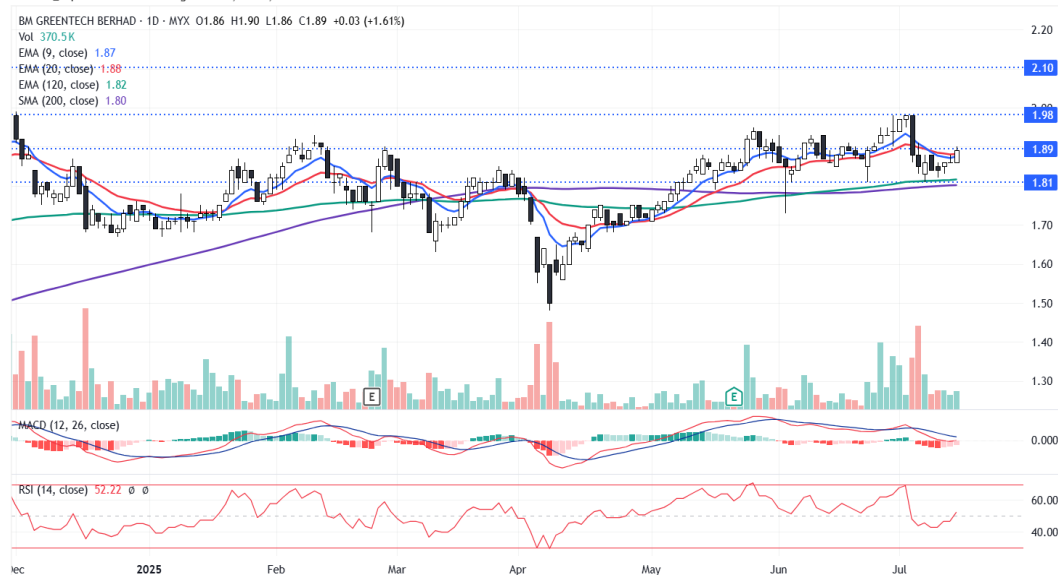 BM GREENTECH BERHAD · 1D · MYX O1.86 H1.90 L1.86 C1.89 +0.03 (+1.61%)
Vol 370.5 K
EMA (9, close) 1.87
EMA (20, close) 1.88
EMA (120, close) 1.82
SMA (200, close) 1.80
2.20
2.10
2.00
1.98
1.89
1.81
1.70
1.60
1.50
1.40
1.30
E
E
MACD (12, 26, close)
0.000
RSI (14, close) 52.22 ø ø
60.00
40.00
Dec 2025 Feb Mar Apr May Jun Jul